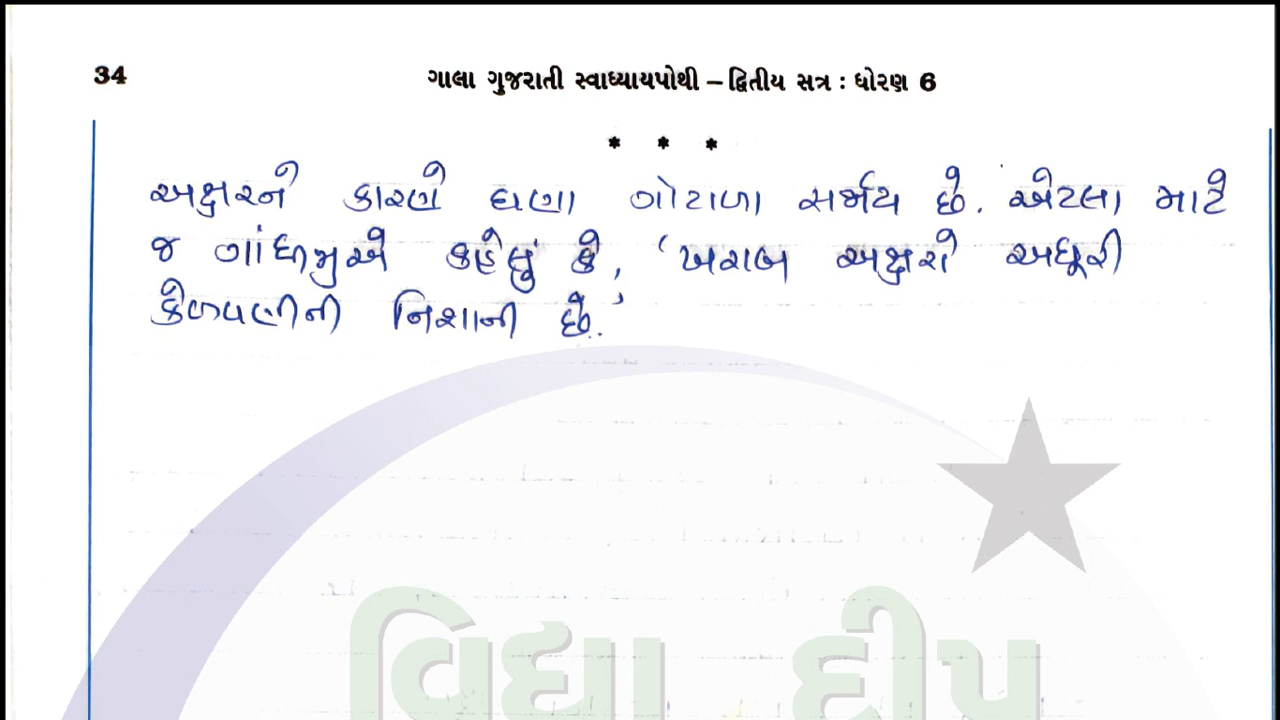 34
ગાલા ગુજરાતી સ્વાધ્યાયપોથી – દ્વિતીય સત્ર : ધોરણ 6
* * *
અક્ષરને કારણે ઘણા ગોટાળા સર્જાય છે. એટલા માટે
જ ગાંધીજીએ કહેલું કે, 'ખરાબ અક્ષરો અધૂરી
કેળવણીની નિશાની છે.'
વિદ્યા દીપ